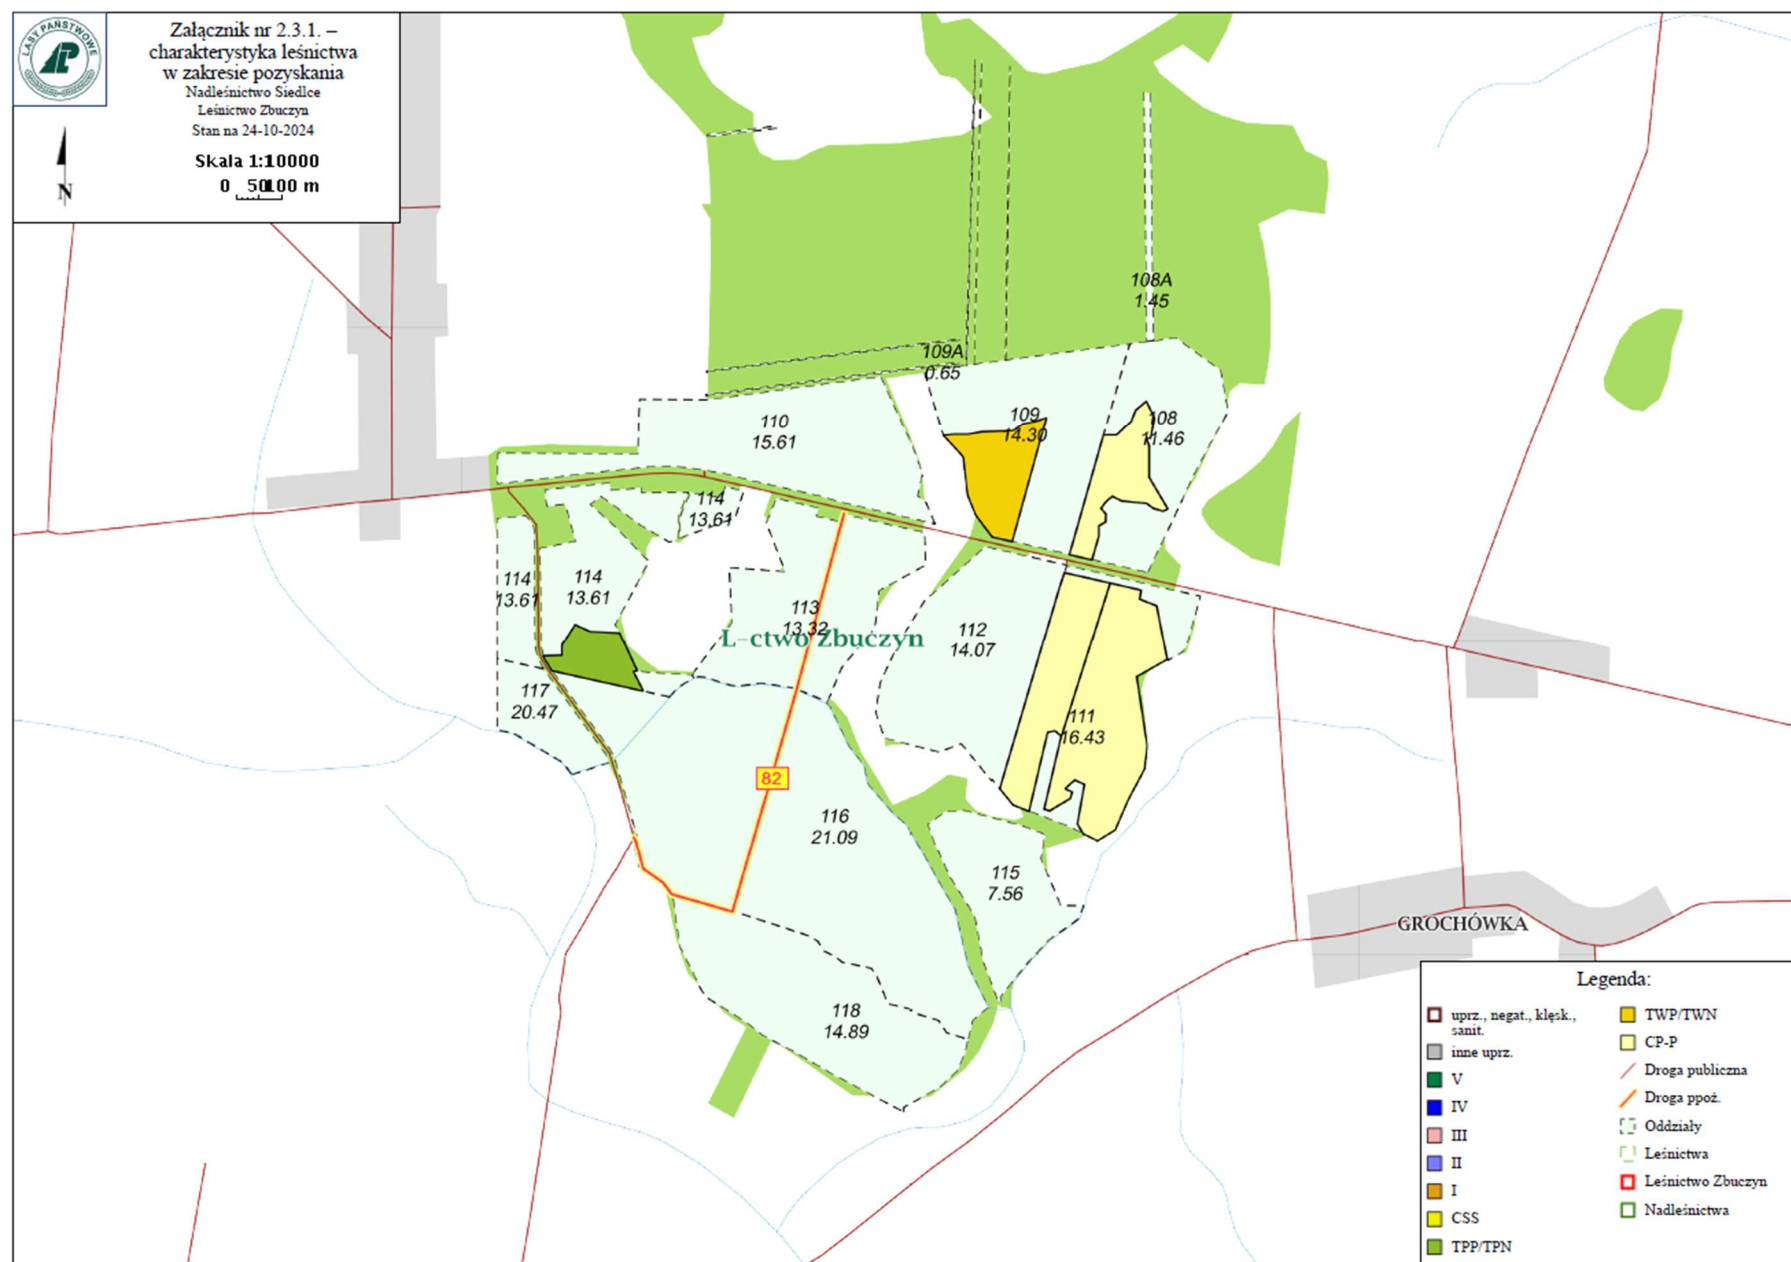 LASY PAŃSTWOWE
Załącznik nr 2.3.1. –
charakterystyka leśnictwa
w zakresie pozyskania
Nadleśnictwo Siedlce
Leśnictwo Zbuczyn
Stan na 24-10-2024
Skala 1:10000
0 50 100 m
N
108A
1.45
109A
0.65
109
14.30
108
11.46
110
15.61
114
13.61
114
13.61
114
13.61
113
13.32
L-ctwo Zbuczyn
112
14.07
117
20.47
111
16.43
82
116
21.09
115
7.56
118
14.89
GROCHÓWKA
Legenda:
uprz., negat., klęsk.,
sanit.
inne uprz.
V
IV
III
II
I
CSS
TPP/TPN
TWP/TWN
CP-P
Droga publiczna
Droga ppoż.
Oddziały
Leśnictwa
Leśnictwo Zbuczyn
Nadleśnictwa